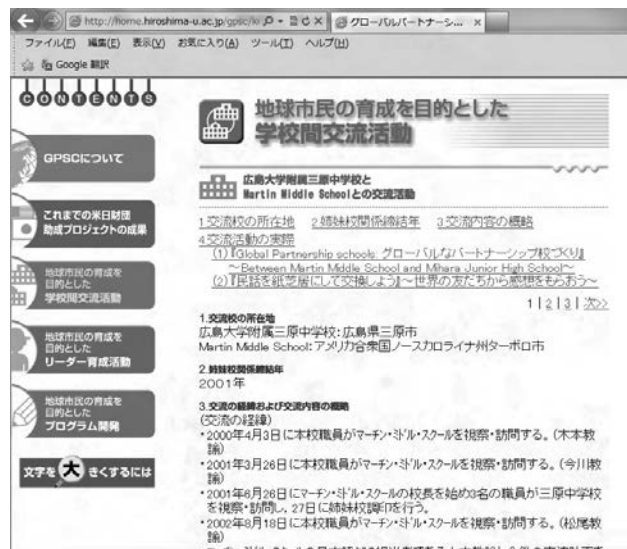 http://home.hiroshima-u.ac.jp/gpsc/k
グローバルパートナーシ...
ファイル(F) 編集(E) 表示(V) お気に入り(A) ツール(T) ヘルプ(H)
Google 翻訳
CONTENTS
GPSCについて
これまでの米日財団
助成プロジェクトの成果
地球市民の育成を
目的とした
学校間交流活動
地球市民の育成を
目的とした
リーダー育成活動
地球市民の育成を
目的とした
プログラム開発
文字を大きくするには
地球市民の育成を目的とした
学校間交流活動
広島大学附属三原中学校と
Martin Middle Schoolとの交流活動
1.交流校の所在地 2.姉妹校関係締結年 3.交流内容の概略
4.交流活動の実際
(1)『Global Partnership schools: グローバルなパートナーシップ校づくり』
～Between Martin Middle School and Mihara Junior High School～
(2)『民話を紙芝居にして交換しよう』～世界の友だちから感想をもらおう～
1|2|3|次>>
1.交流校の所在地
広島大学附属三原中学校:広島県三原市
Martin Middle School:アメリカ合衆国ノースカロライナ州ターボロ市
2.姉妹校関係締結年
2001年
3.交流の経緯および交流内容の概略
(交流の経緯)
・2000年4月3日に本校職員がマーチン・ミドル・スクールを視察・訪問する。(木本教
諭)
・2001年3月26日に本校職員がマーチン・ミドル・スクールを視察・訪問する。(今川教
諭)
・2001年6月26日にマーチン・ミドル・スクールの校長を始め3名の職員が三原中学校
を視察・訪問し、27日に姉妹校調印を行う。
・2002年8月18日に本校職員がマーチン・ミドル・スクールを視察・訪問する。(松尾教
諭)